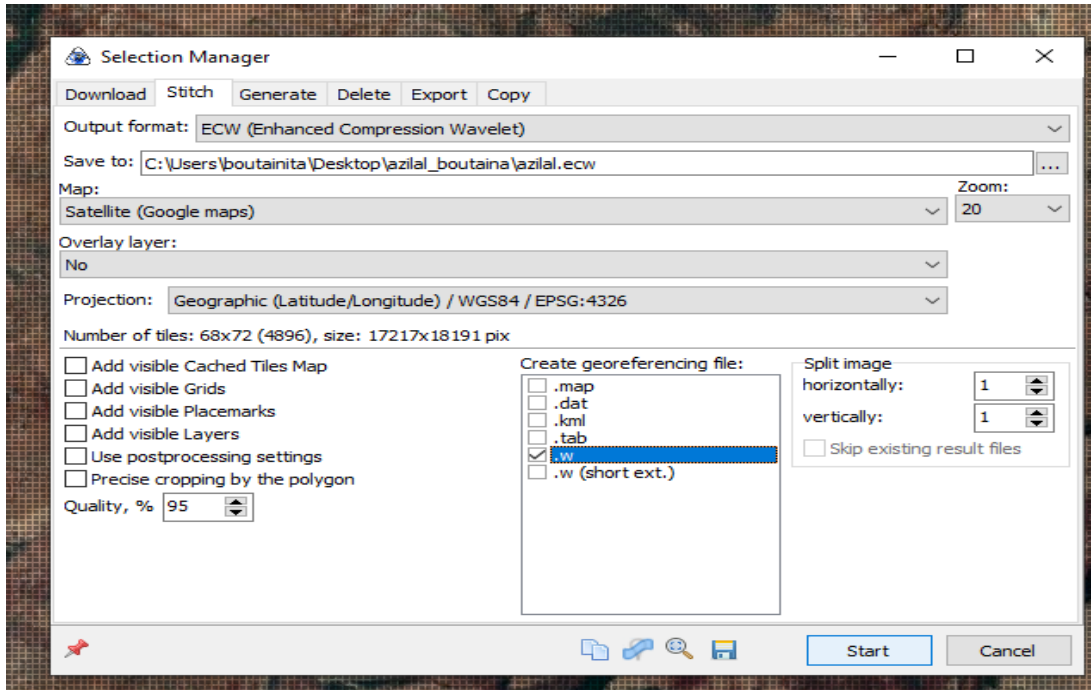 Selection Manager
Download Stitch Generate Delete Export Copy
Output format: ECW (Enhanced Compression Wavelet)
Save to: C:\Users\boutainita\Desktop\azilal_boutaina\azilal.ecw ...
Map: Zoom:
Satellite (Google maps) 20
Overlay layer:
No
Projection: Geographic (Latitude/Longitude) / WGS84 / EPSG:4326
Number of tiles: 68x72 (4896), size: 17217x18191 pix
Add visible Cached Tiles Map
Add visible Grids
Add visible Placemarks
Add visible Layers
Use postprocessing settings
Precise cropping by the polygon
Quality, % 95
Create georeferencing file:
.map
.dat
.kml
.tab
.w
.w (short ext.)
Split image
horizontally: 1
vertically: 1
Skip existing result files
Start Cancel